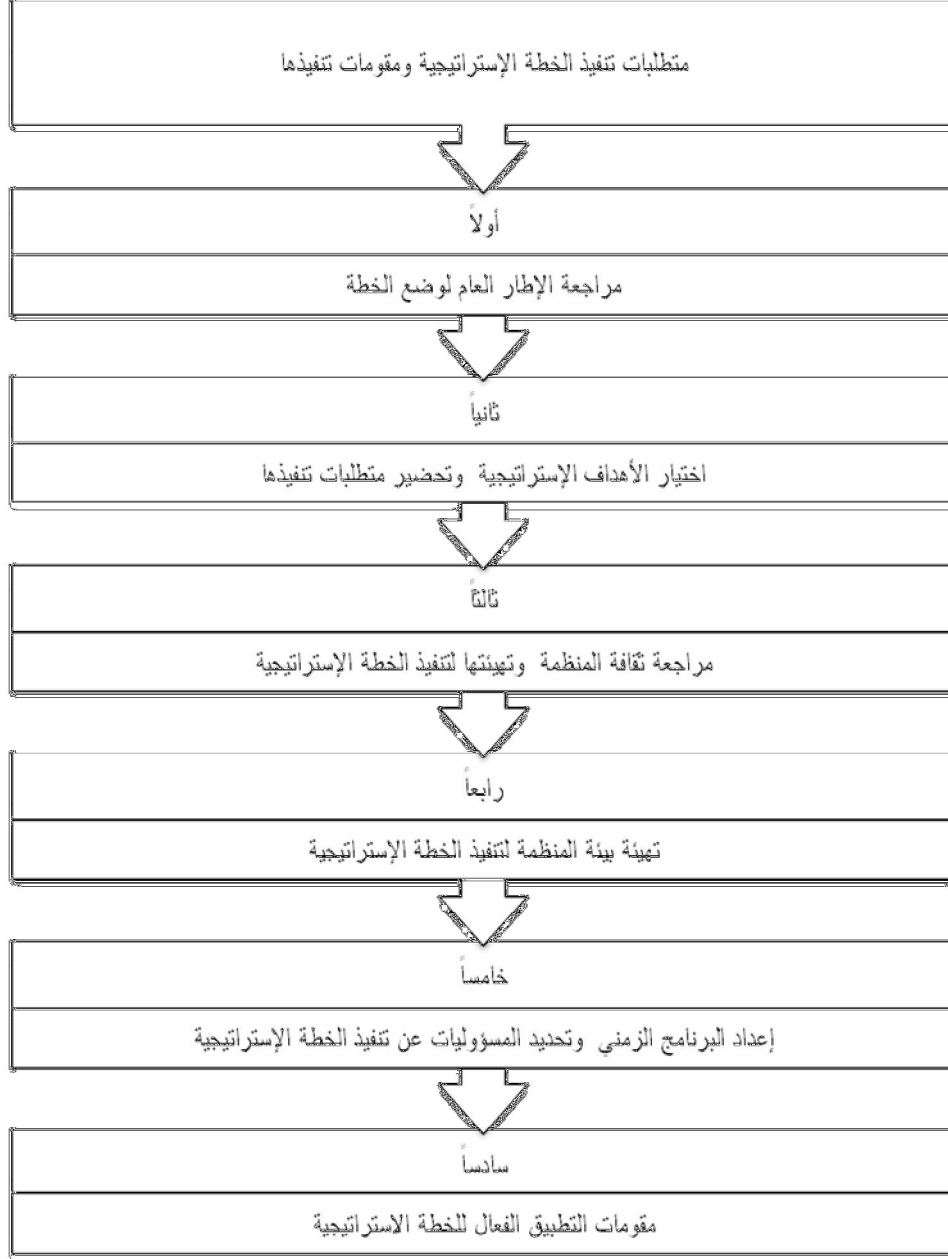 متطلبات تنفيذ الخطة الإستراتيجية ومقومات تنفيذها
أولاً
مراجعة الإطار العام لوضع الخطة
ثانياً
اختيار الأهداف الإستراتيجية وتحضير متطلبات تنفيذها
ثالثاً
مراجعة ثقافة المنظمة وتهيئتها لتنفيذ الخطة الإستراتيجية
رابعاً
تهيئة بيئة المنظمة لتنفيذ الخطة الإستراتيجية
خامساً
إعداد البرنامج الزمني وتحديد المسؤوليات عن تنفيذ الخطة الإستراتيجية
سادساً
مقومات التطبيق الفعال للخطة الاستراتيجية